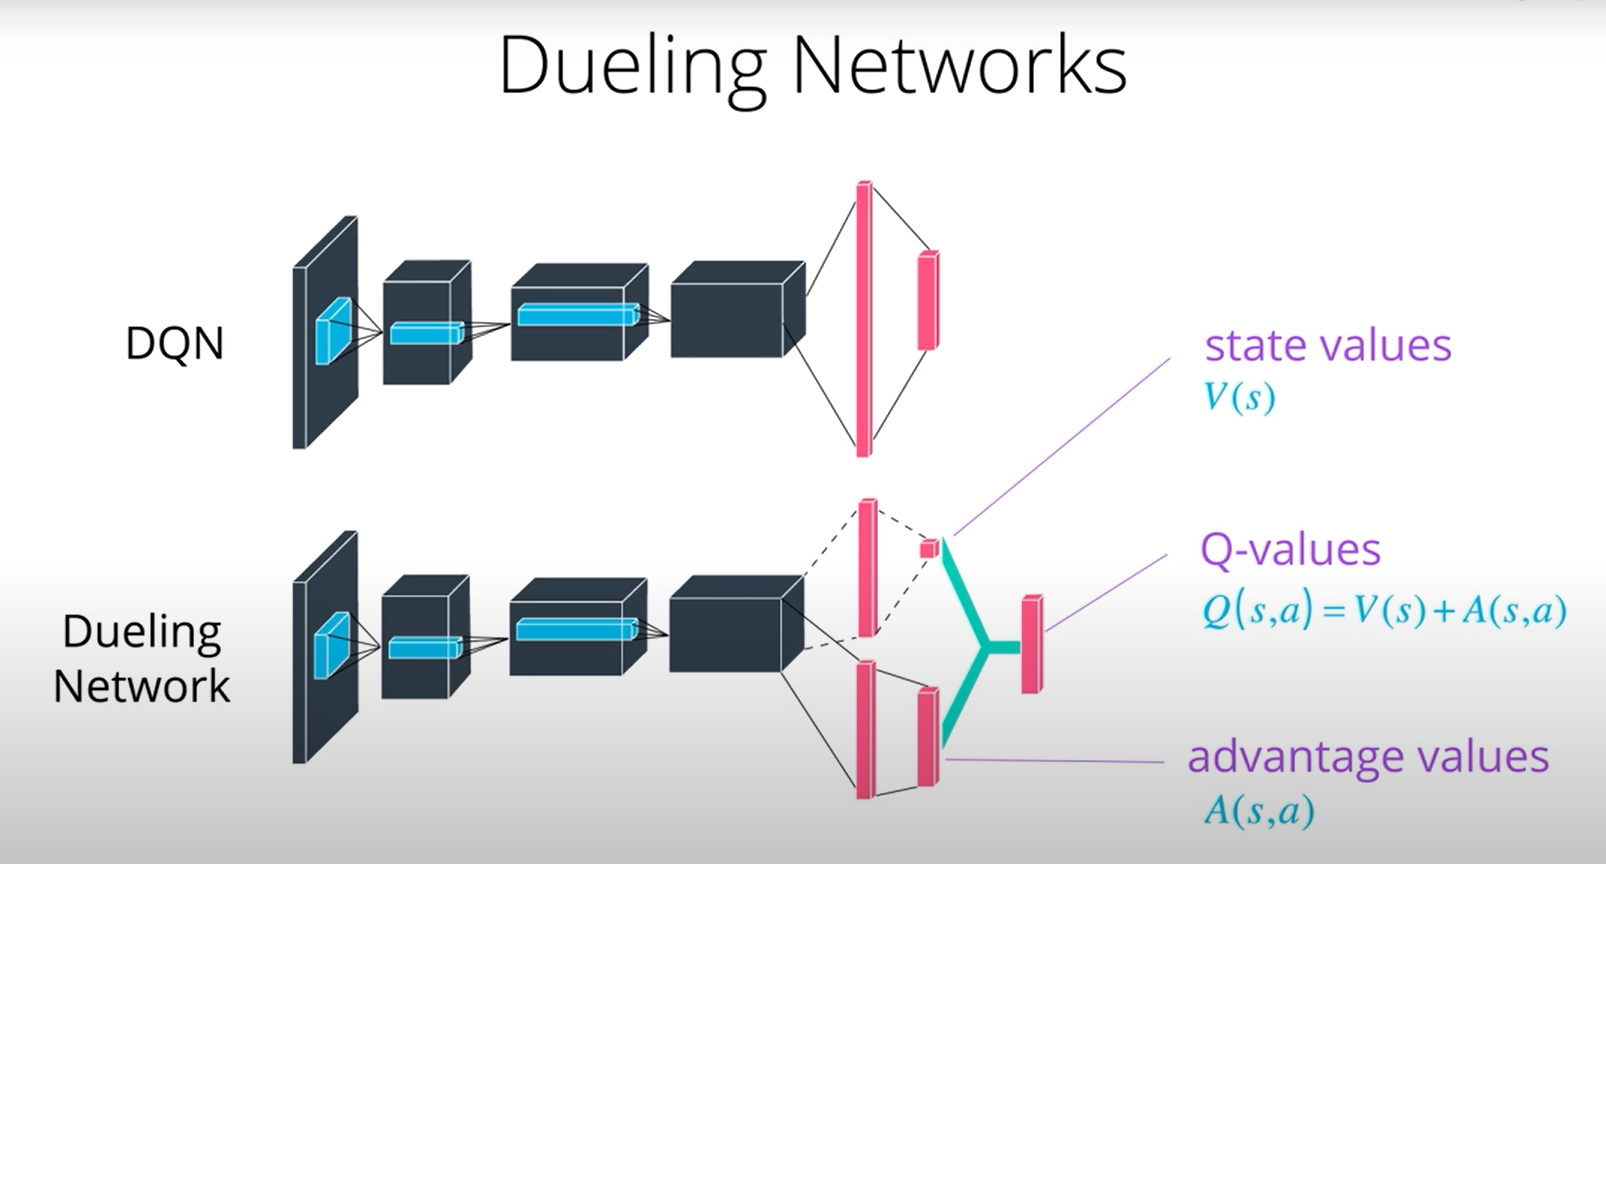 Dueling Networks
DQN
state values
V(s)
Q-values
Q(s,a) = V(s) + A(s,a)
Dueling
Network
advantage values
A(s,a)